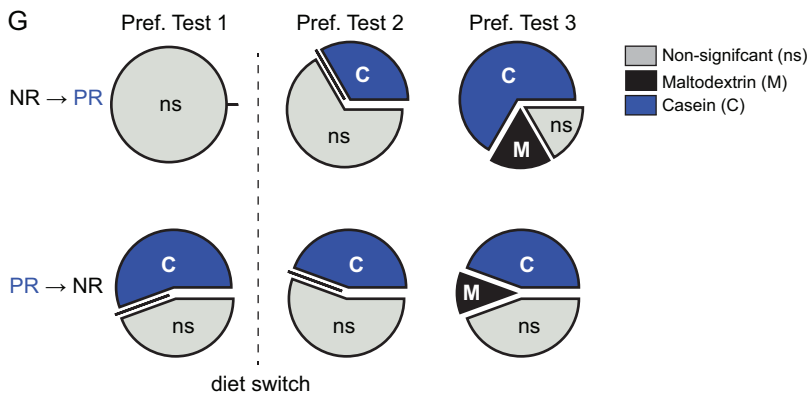 G
Pref. Test 1
Pref. Test 2
Pref. Test 3
Non-signifcant (ns)
Maltodextrin (M)
Casein (C)
NR → PR
ns
C
C
ns
M
PR → NR
C
ns
C
ns
C
M
ns
diet switch